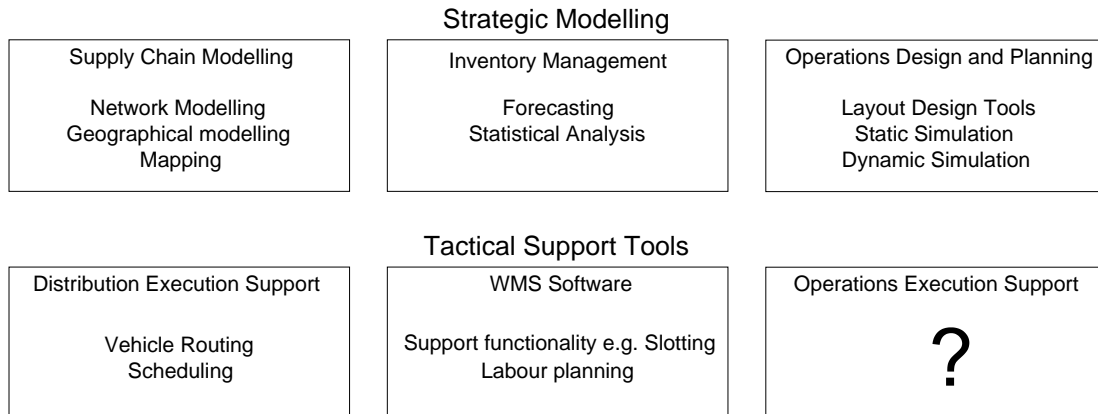 Strategic Modelling
Supply Chain Modelling
Network Modelling
Geographical modelling
Mapping
Inventory Management
Forecasting
Statistical Analysis
Operations Design and Planning
Layout Design Tools
Static Simulation
Dynamic Simulation
Tactical Support Tools
Distribution Execution Support
Vehicle Routing
Scheduling
WMS Software
Support functionality e.g. Slotting
Labour planning
Operations Execution Support
?